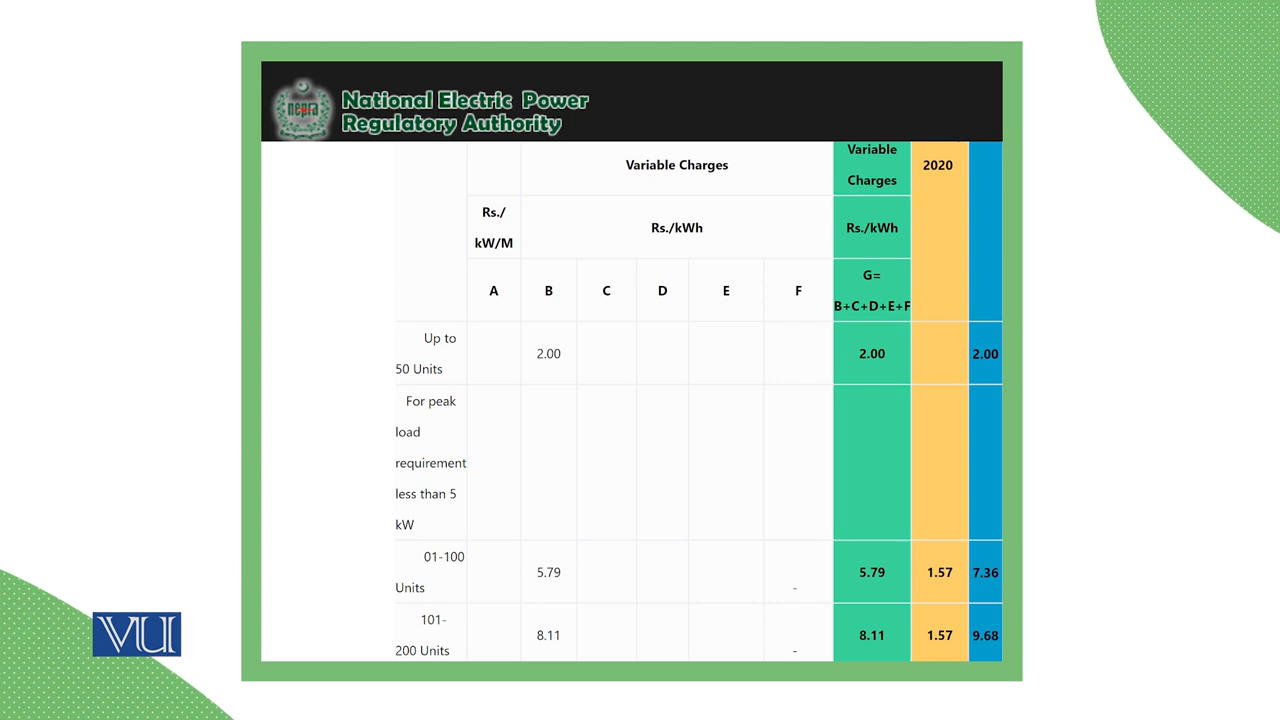 nepra
National Electric Power
Regulatory Authority
Variable Charges
Variable
Charges
2020
Rs./
kW/M
Rs./kWh
Rs./kWh
A
B
C
D
E
F
G=
B+C+D+E+F
Up to
50 Units
2.00
2.00
2.00
For peak
load
requirement
less than 5
kW
01-100
Units
5.79
-
5.79
1.57
7.36
101-
200 Units
8.11
-
8.11
1.57
9.68
VU